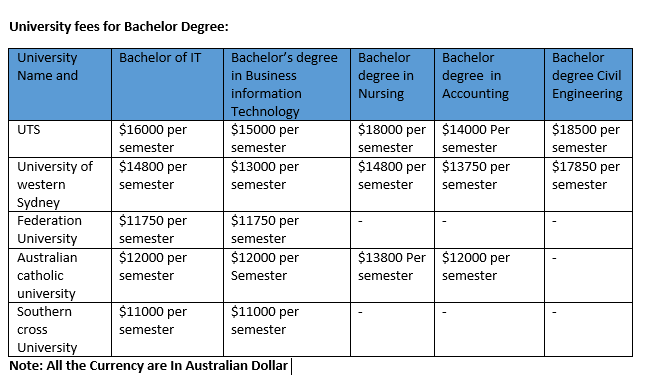 University fees for Bachelor Degree:
University Name and | Bachelor of IT | Bachelor's degree in Business information Technology | Bachelor degree in Nursing | Bachelor degree in Accounting | Bachelor degree Civil Engineering
UTS | $16000 per semester | $15000 per semester | $18000 per semester | $14000 Per semester | $18500 per semester
University of western Sydney | $14800 per semester | $13000 per semester | $14800 per semester | $13750 per semester | $17850 per semester
Federation University | $11750 per semester | $11750 per semester | - | - | -
Australian catholic university | $12000 per semester | $12000 per Semester | $13800 Per semester | $12000 per semester | -
Southern cross University | $11000 per semester | $11000 per semester | - | - | -
Note: All the Currency are In Australian Dollar